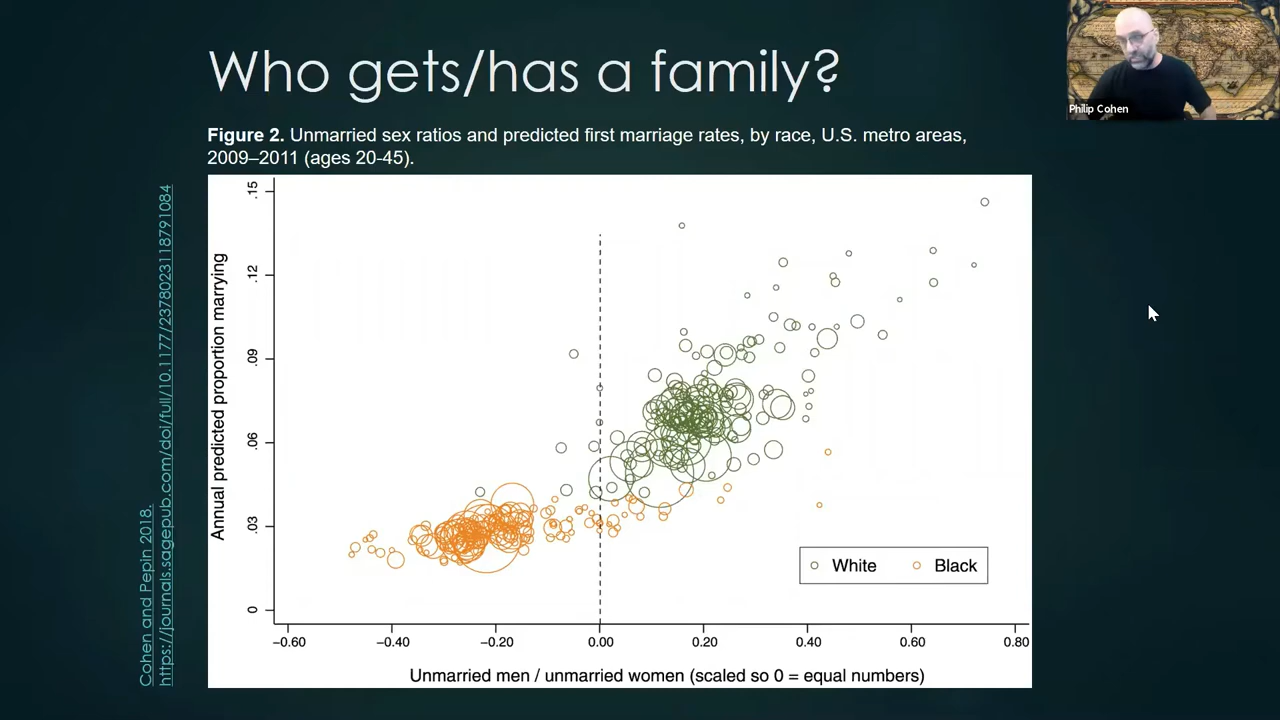 Who gets/has a family?
Philip Cohen
Figure 2. Unmarried sex ratios and predicted first marriage rates, by race, U.S. metro areas,
2009–2011 (ages 20-45).
Cohen and Pepin 2018.
https://journals.sagepub.com/doi/full/10.1177/2378023118791084
Annual predicted proportion marrying
.15
.12
.09
.06
.03
0
White Black
−0.60 −0.40 −0.20 0.00 0.20 0.40 0.60 0.80
Unmarried men / unmarried women (scaled so 0 = equal numbers)